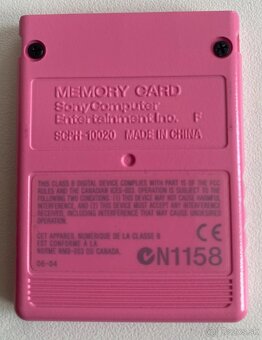 MEMORY CARD
Sony Computer
Entertainment Inc. F
SCPH-10020 MADE IN CHINA
THIS CLASS B DIGITAL DEVICE COMPLIES WITH PART 15 OF THE FCC
RULES AND THE CANADIAN ICES-003. OPERATION IS SUBJECT TO THE
FOLLOWING TWO CONDITIONS: (1) THIS DEVICE MAY NOT CAUSE HARMFUL
INTERFERENCE, AND (2) THIS DEVICE MUST ACCEPT ANY INTERFERENCE
RECEIVED, INCLUDING INTERFERENCE THAT MAY CAUSE UNDESIRED
OPERATION.
CET APPAREIL NUMERIQUE DE LA CLASSE B
EST CONFORME A LA
NORME NMB-003 DU CANADA.
CE
N1158